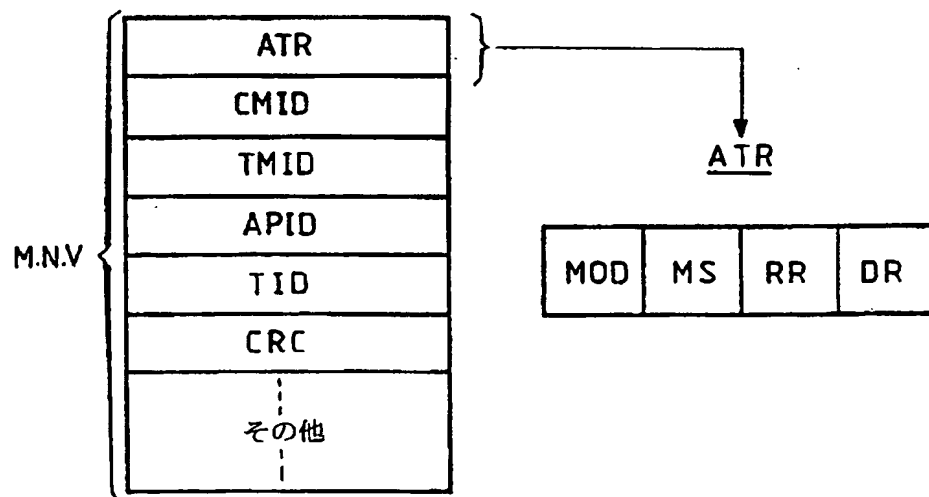 ATR
CMID
TMID
APID
M.N.V
TID
CRC
その他
ATR
MOD MS RR DR